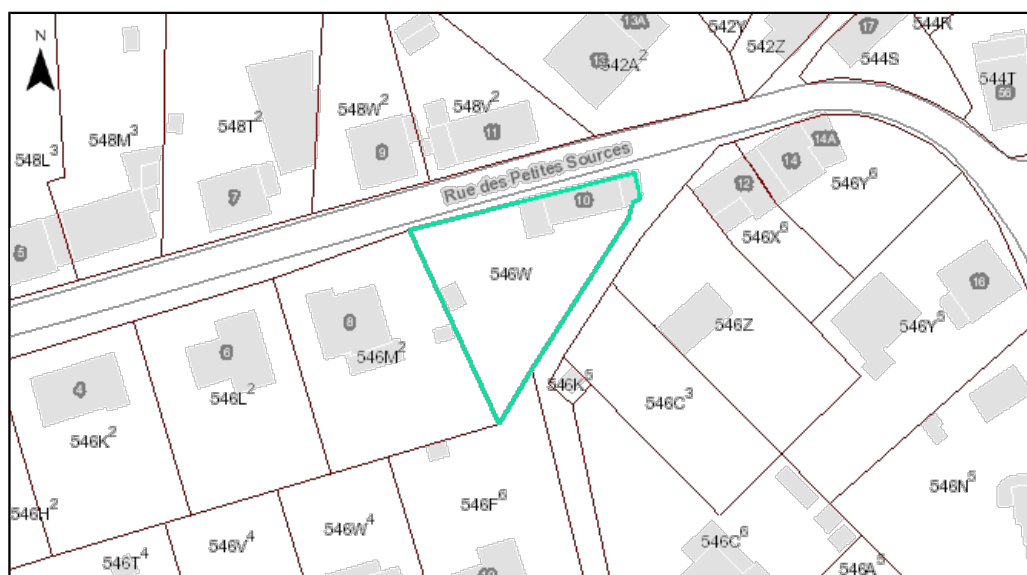 N
13A
13
542A²
542Y
542Z
17
544S
544R
544T
56
548L³
548M³
548T²
548W²
548V²
9
11
7
5
Rue des Petites Sources
10
12
14
14A
546Y⁶
546X⁶
546W
546Z
16
546Y⁵
8
546M²
6
546L²
4
546K²
546K⁵
546C³
546H²
546T⁴
546V⁴
546W⁴
546F⁶
546C⁶
546N⁵
546A⁵